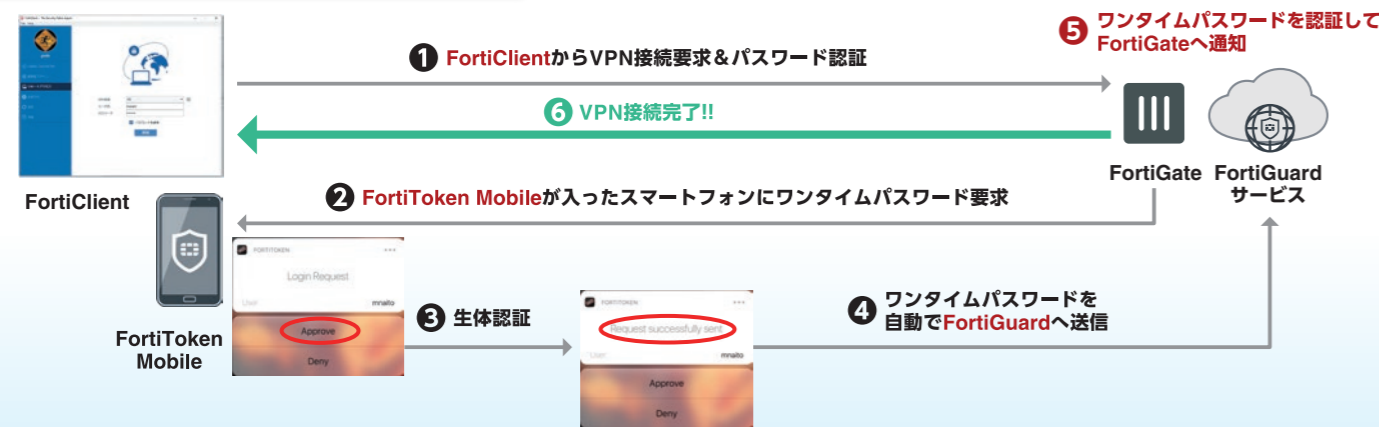 ❶ FortiClientからVPN接続要求＆パスワード認証
❺ ワンタイムパスワードを認証して
FortiGateへ通知
❻ VPN接続完了!!
FortiGate
FortiGuard
サービス
FortiClient
❷ FortiToken Mobileが入ったスマートフォンにワンタイムパスワード要求
FORTITOKEN
Login Request
User
mnaito
Approve
Deny
FortiToken
Mobile
❸ 生体認証
FORTITOKEN
Request successfully sent
User
mnaito
Approve
Deny
❹ ワンタイムパスワードを
自動でFortiGuardへ送信